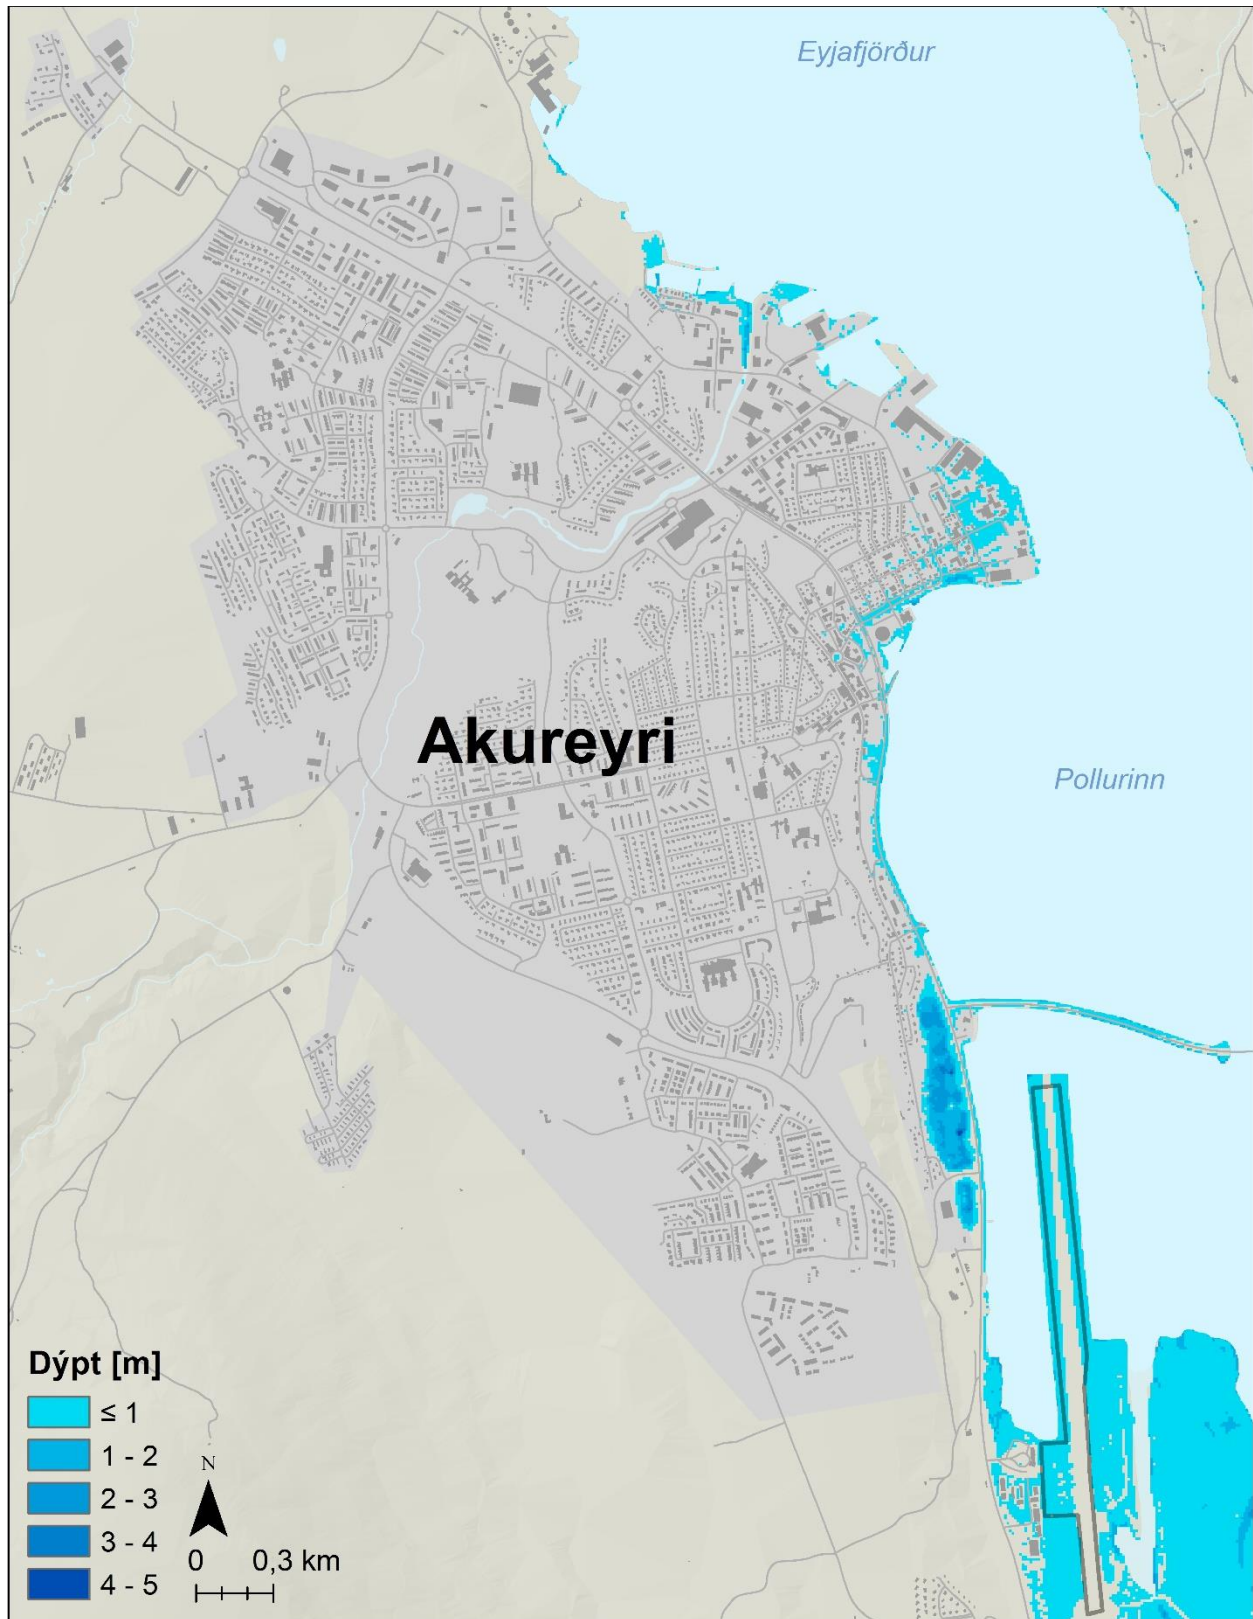 Eyjafjörður
Akureyri
Pollurinn
Dýpt [m]
≤ 1
1 - 2
2 - 3
3 - 4
4 - 5
N
0 0,3 km